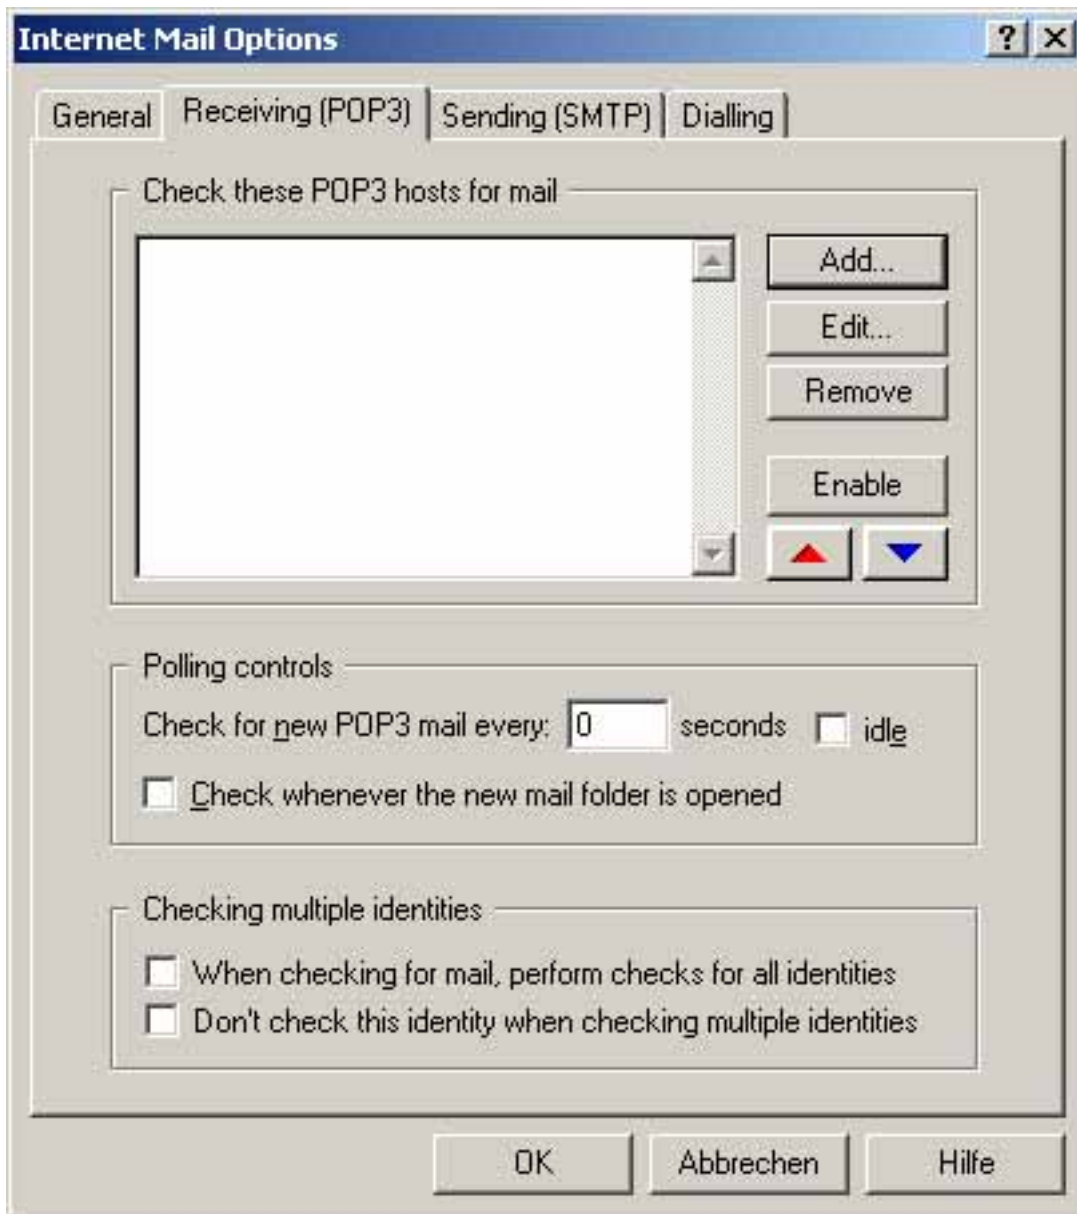 Internet Mail Options
General Receiving (POP3) Sending (SMTP) Dialling
Check these POP3 hosts for mail
Add...
Edit...
Remove
Enable
Polling controls
Check for new POP3 mail every: 0 seconds idle
Check whenever the new mail folder is opened
Checking multiple identities
When checking for mail, perform checks for all identities
Don't check this identity when checking multiple identities
OK Abbrechen Hilfe